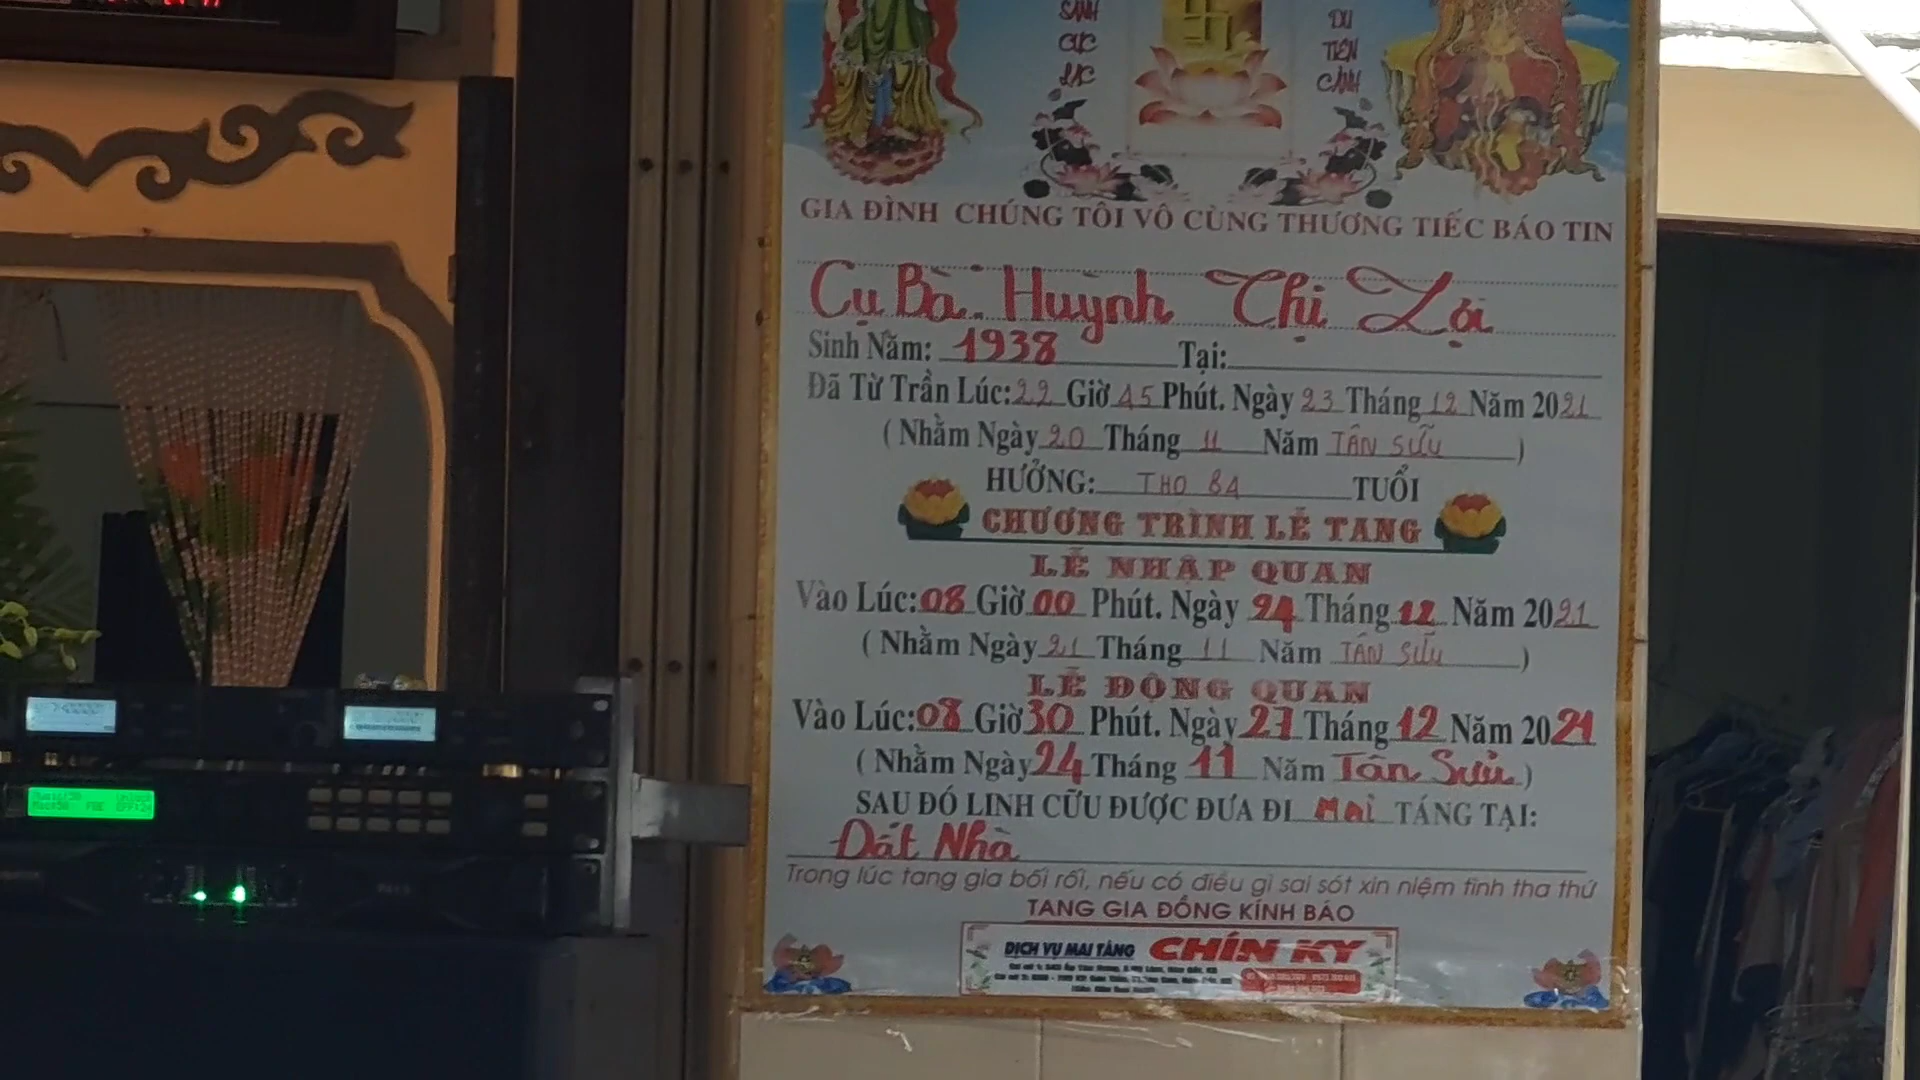 SANH
CỰC
LẠC
DU
TIÊN
CẢNH
GIA ĐÌNH CHÚNG TÔI VÔ CÙNG THƯƠNG TIẾC BÁO TIN
Cụ Bà: Huỳnh Thị Lợi
Sinh Năm: 1938 Tại:
Đã Từ Trần Lúc: 22 Giờ 45 Phút. Ngày 23 Tháng 12 Năm 2021
( Nhằm Ngày 20 Tháng 11 Năm TÂN SỬU )
HƯỞNG: THỌ 84 TUỔI
CHƯƠNG TRÌNH LỄ TANG
LỄ NHẬP QUAN
Vào Lúc: 08 Giờ 00 Phút. Ngày 24 Tháng 12 Năm 2021
( Nhằm Ngày 21 Tháng 11 Năm TÂN SỬU )
LỄ ĐỘNG QUAN
Vào Lúc: 08 Giờ 30 Phút. Ngày 27 Tháng 12 Năm 2021
( Nhằm Ngày 24 Tháng 11 Năm Tân Sửu )
SAU ĐÓ LINH CỮU ĐƯỢC ĐƯA ĐI MAI TÁNG TẠI:
Đất Nhà
Trong lúc tang gia bối rối, nếu có điều gì sai sót xin niệm tình tha thứ
TANG GIA ĐỒNG KÍNH BÁO
DỊCH VỤ MAI TÁNG CHÍN KY